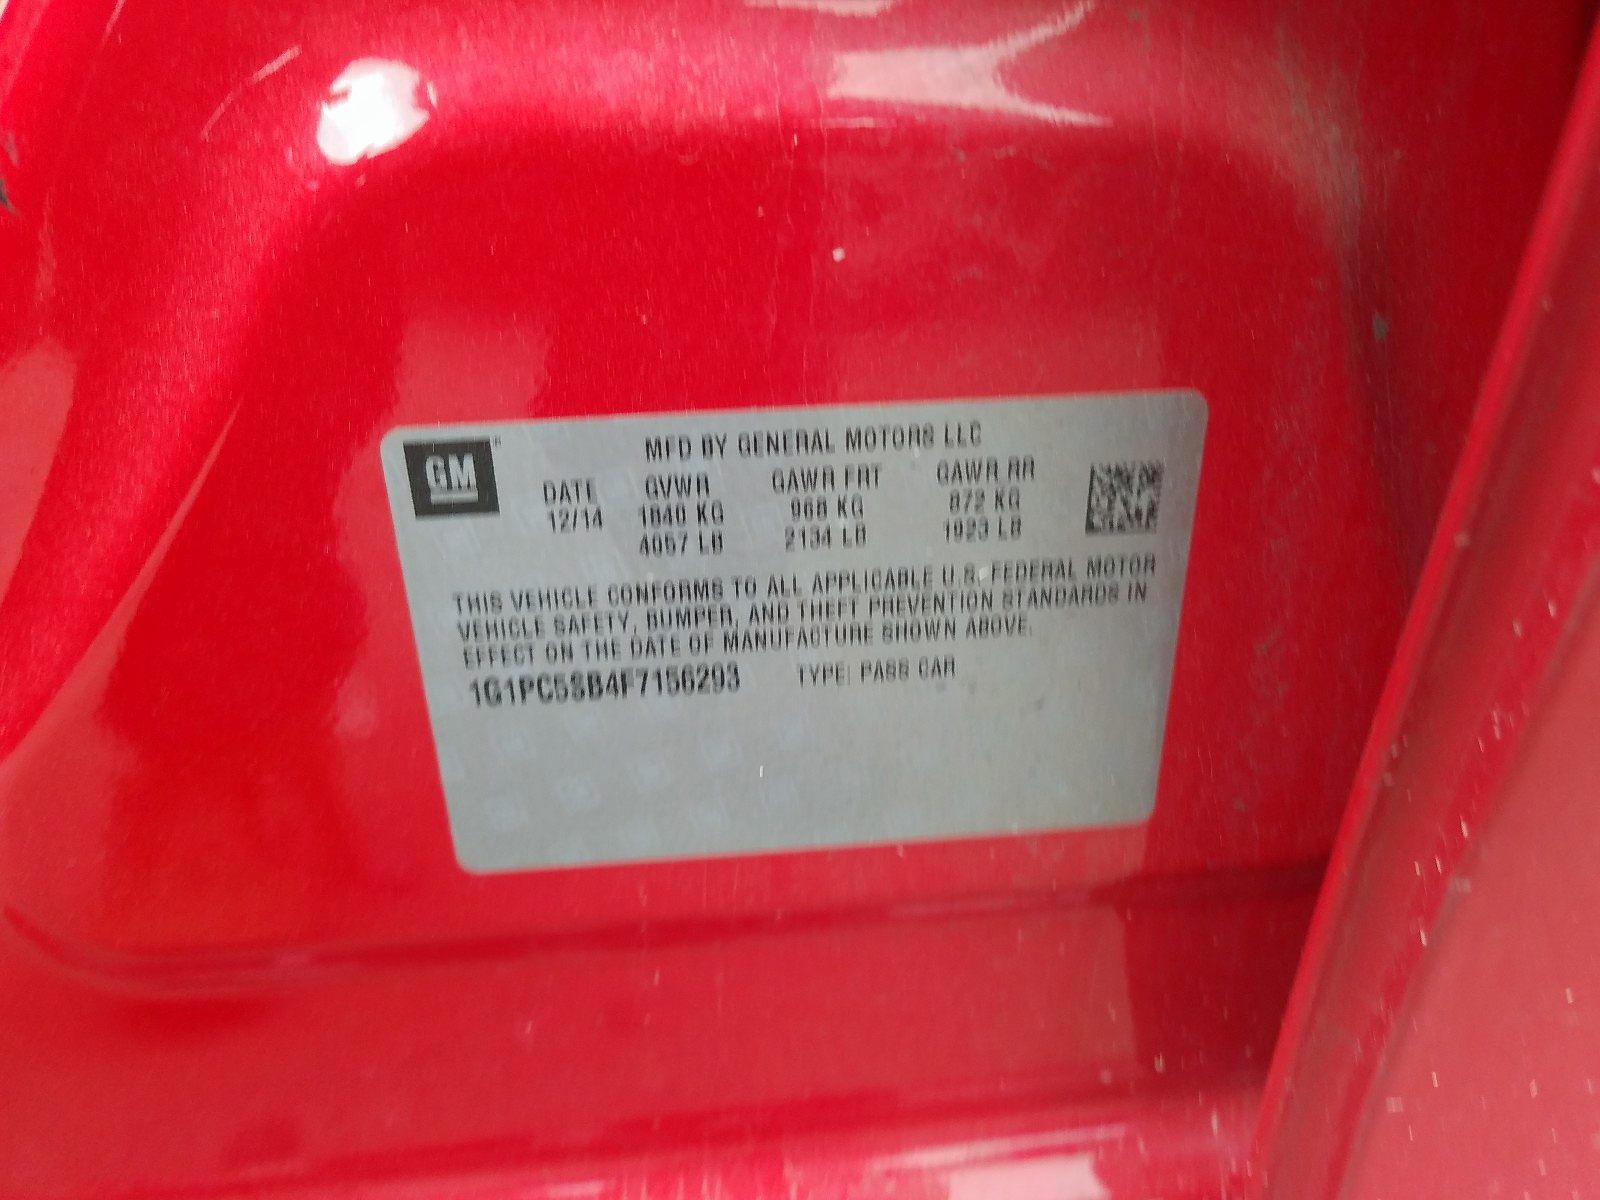 GM
MFD BY GENERAL MOTORS LLC
DATE GVWR GAWR FRT GAWR RR
12/14 1840 KG 968 KG 872 KG
4057 LB 2134 LB 1923 LB
THIS VEHICLE CONFORMS TO ALL APPLICABLE U.S. FEDERAL MOTOR
VEHICLE SAFETY, BUMPER, AND THEFT PREVENTION STANDARDS IN
EFFECT ON THE DATE OF MANUFACTURE SHOWN ABOVE.
1G1PC5SB4F7156293 TYPE: PASS CAR